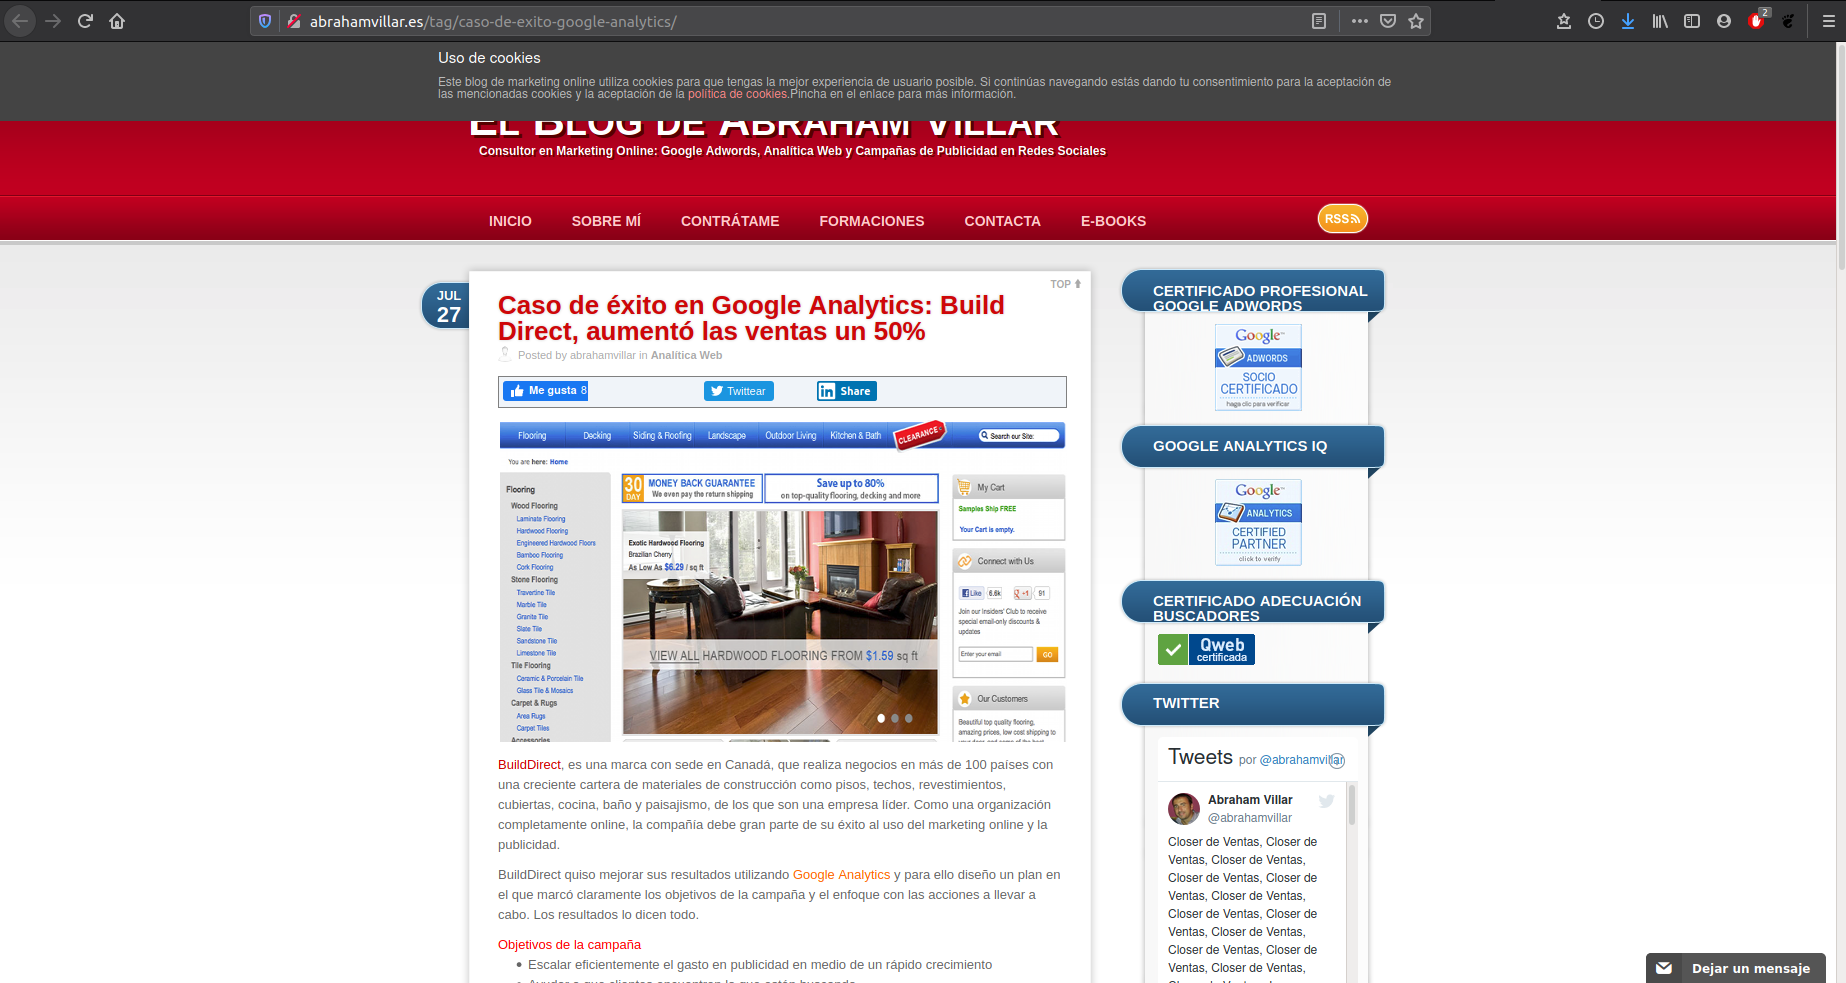 abrahamvillar.es/tag/caso-de-exito-google-analytics/
2
Uso de cookies
Este blog de marketing online utiliza cookies para que tengas la mejor experiencia de usuario posible. Si continúas navegando estás dando tu consentimiento para la aceptación de
las mencionadas cookies y la aceptación de la política de cookies.Pincha en el enlace para más información.
El Blog de Abraham Villar
Consultor en Marketing Online: Google Adwords, Analítica Web y Campañas de Publicidad en Redes Sociales
INICIO SOBRE MÍ CONTRÁTAME FORMACIONES CONTACTA E-BOOKS RSS
TOP
JUL
27
Caso de éxito en Google Analytics: Build
Direct, aumentó las ventas un 50%
Posted by abrahamvillar in Analítica Web
Me gusta 8 Twittear Share
Flooring Decking Siding & Roofing Landscape Outdoor Living Kitchen & Bath CLEARANCE Search our Site:
You are here: Home
Flooring
Wood Flooring
Laminate Flooring
Hardwood Flooring
Engineered Hardwood Floors
Bamboo Flooring
Cork Flooring
Stone Flooring
Travertine Tile
Marble Tile
Granite Tile
Slate Tile
Sandstone Tile
Limestone Tile
Tile Flooring
Ceramic & Porcelain Tile
Glass Tile & Mosaics
Carpet & Rugs
Area Rugs
Carpet Tiles
Accessories
30 DAY
MONEY BACK GUARANTEE
We even pay the return shipping
Save up to 80%
on top-quality flooring, decking and more
Exotic Hardwood Flooring
Brazilian Cherry
As Low As $6.29 / sq ft
VIEW ALL HARDWOOD FLOORING FROM $1.59 sq ft
My Cart
Samples Ship FREE
Your Cart is empty.
Connect with Us
Like 6.6k +1 91
Join our Insiders' Club to receive
special email-only discounts &
updates
Enter your email GO
Our Customers
Beautiful top quality flooring,
amazing prices, low cost shipping to
BuildDirect, es una marca con sede en Canadá, que realiza negocios en más de 100 países con
una creciente cartera de materiales de construcción como pisos, techos, revestimientos,
cubiertas, cocina, baño y paisajismo, de los que son una empresa líder. Como una organización
completamente online, la compañía debe gran parte de su éxito al uso del marketing online y la
publicidad.
BuildDirect quiso mejorar sus resultados utilizando Google Analytics y para ello diseño un plan en
el que marcó claramente los objetivos de la campaña y el enfoque con las acciones a llevar a
cabo. Los resultados lo dicen todo.
Objetivos de la campaña
• Escalar eficientemente el gasto en publicidad en medio de un rápido crecimiento
CERTIFICADO PROFESIONAL
GOOGLE ADWORDS
Google
ADWORDS
SOCIO
CERTIFICADO
haga clic para verificar
GOOGLE ANALYTICS IQ
Google
ANALYTICS
CERTIFIED
PARTNER
click to verify
CERTIFICADO ADECUACIÓN
BUSCADORES
Qweb
certificada
TWITTER
Tweets por @abrahamvillar
Abraham Villar
@abrahamvillar
Closer de Ventas, Closer de
Ventas, Closer de Ventas,
Closer de Ventas, Closer de
Ventas, Closer de Ventas,
Closer de Ventas, Closer de
Ventas, Closer de Ventas,
Closer de Ventas, Closer de
Ventas, Closer de Ventas,
Dejar un mensaje